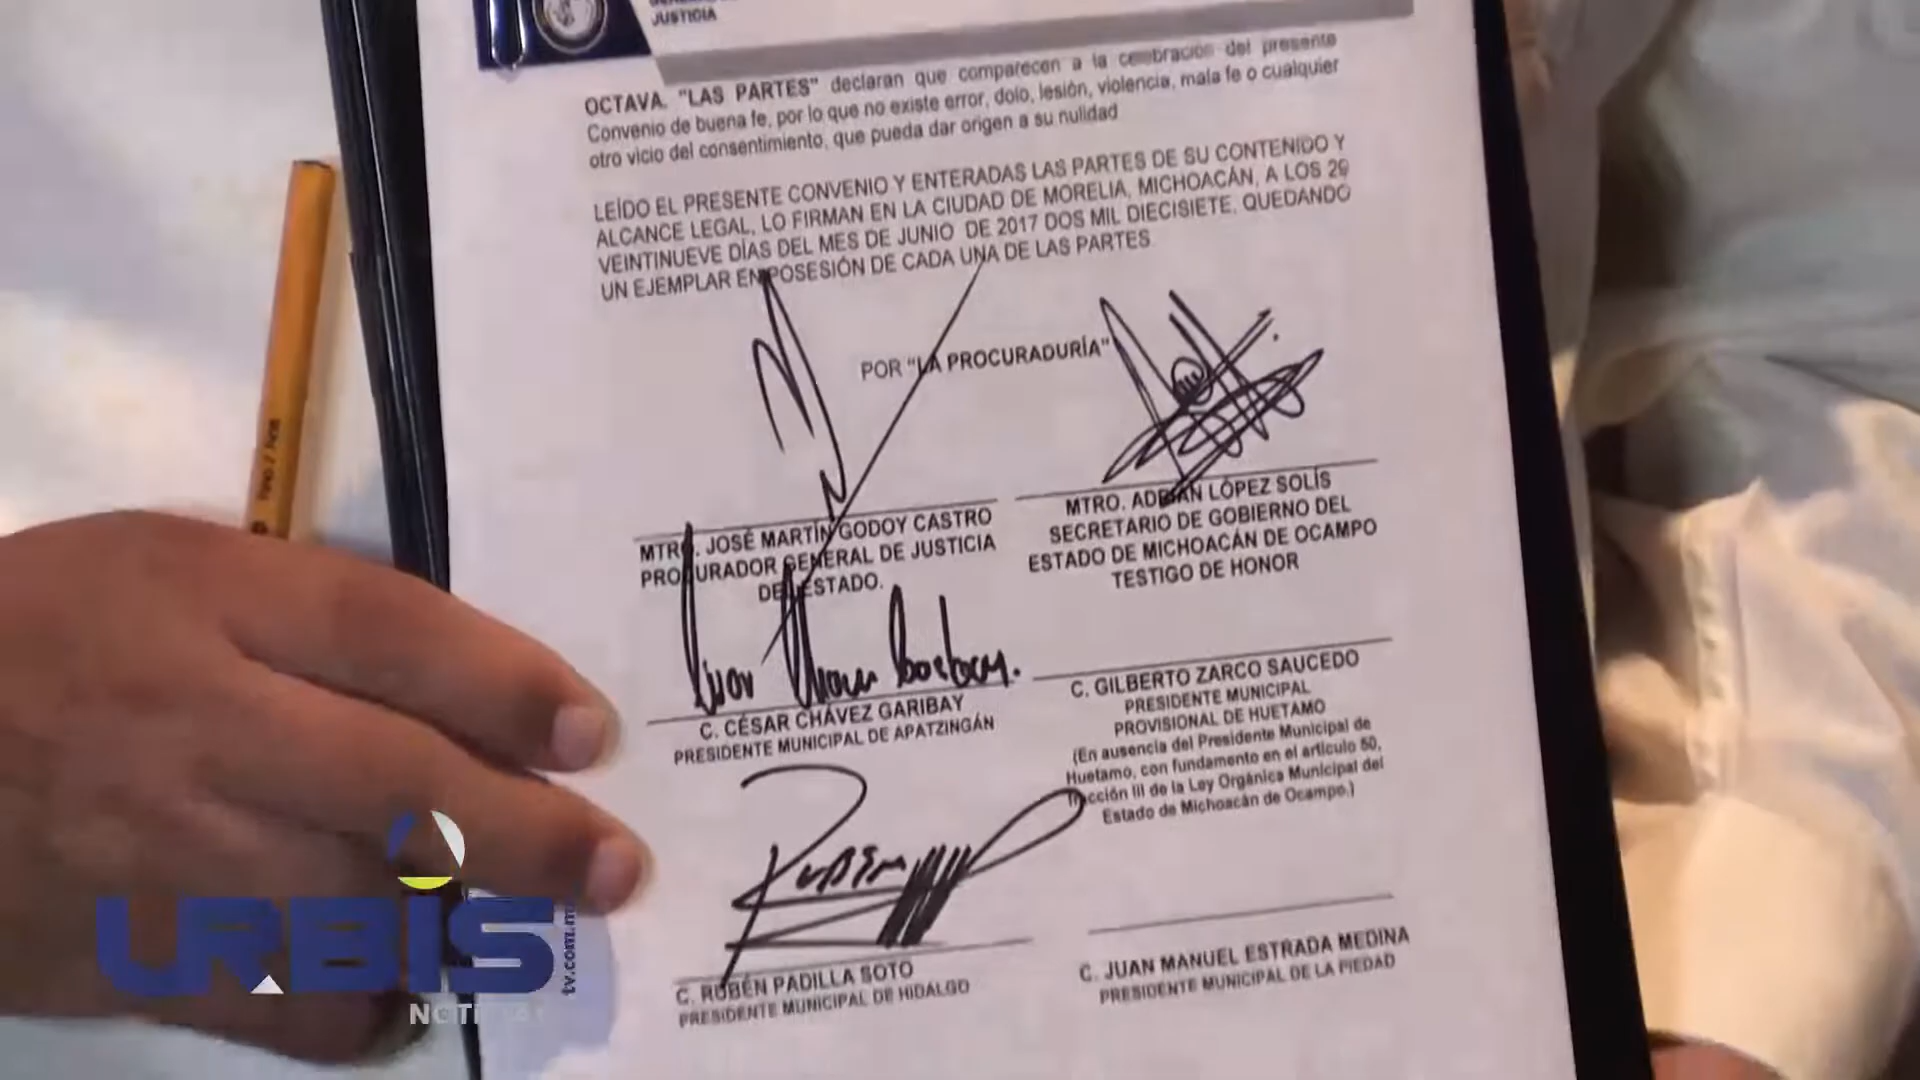 JUSTICIA
OCTAVA. "LAS PARTES" declaran que comparecen a la celebración del presente
Convenio de buena fe, por lo que no existe error, dolo, lesión, violencia, mala fe o cualquier
otro vicio del consentimiento, que pueda dar origen a su nulidad
LEÍDO EL PRESENTE CONVENIO Y ENTERADAS LAS PARTES DE SU CONTENIDO Y
ALCANCE LEGAL, LO FIRMAN EN LA CIUDAD DE MORELIA, MICHOACÁN, A LOS 29
VEINTINUEVE DÍAS DEL MES DE JUNIO DE 2017 DOS MIL DIECISIETE, QUEDANDO
UN EJEMPLAR EN POSESIÓN DE CADA UNA DE LAS PARTES.
POR "LA PROCURADURÍA"
MTRO. JOSÉ MARTÍN GODOY CASTRO
PROCURADOR GENERAL DE JUSTICIA
DEL ESTADO.
MTRO. ADRIÁN LÓPEZ SOLÍS
SECRETARIO DE GOBIERNO DEL
ESTADO DE MICHOACÁN DE OCAMPO
TESTIGO DE HONOR
C. CÉSAR CHÁVEZ GARIBAY
PRESIDENTE MUNICIPAL DE APATZINGÁN
C. GILBERTO ZARCO SAUCEDO
PRESIDENTE MUNICIPAL
PROVISIONAL DE HUETAMO
(En ausencia del Presidente Municipal de
Huetamo, con fundamento en el artículo 50,
fracción III de la Ley Orgánica Municipal del
Estado de Michoacán de Ocampo.)
RUBÉN
C. RUBÉN PADILLA SOTO
PRESIDENTE MUNICIPAL DE HIDALGO
C. JUAN MANUEL ESTRADA MEDINA
PRESIDENTE MUNICIPAL DE LA PIEDAD
URBIS
tv.com.mx
NOTICIAS